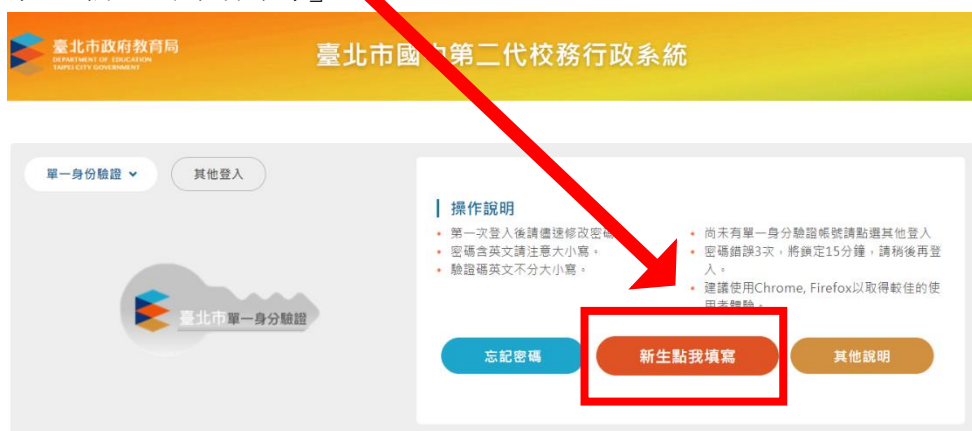 臺北市政府教育局
DEPARTMENT OF EDUCATION
TAIPEI CITY GOVERNMENT
臺北市國中第二代校務行政系統
單一身份驗證
其他登入
臺北市單一身分驗證
操作說明
第一次登入後請儘速修改密碼
密碼含英文請注意大小寫。
驗證碼英文不分大小寫。
尚未有單一身分驗證帳號請點選其他登入
密碼錯誤3次，將鎖定15分鐘，請稍後再登
入。
建議使用Chrome, Firefox以取得較佳的使
用者體驗。
忘記密碼
新生點我填寫
其他說明